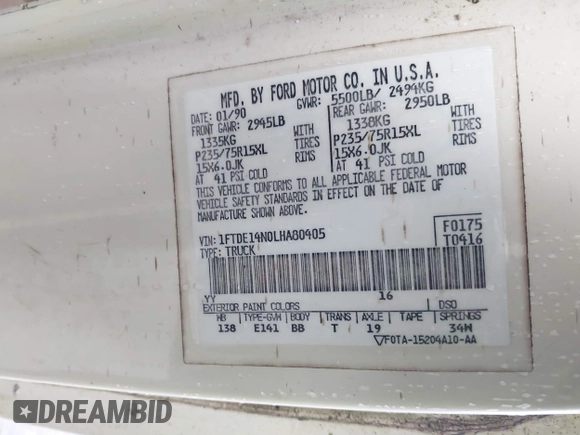 MFD. BY FORD MOTOR CO. IN U.S.A.
DATE: 01/90 GVWR: 5500LB/ 2494KG
FRONT GAWR: 2945LB REAR GAWR: 2950LB
1335KG WITH 1338KG WITH
P235/75R15XL TIRES P235/75R15XL TIRES
15X6.0JK RIMS 15X6.0JK RIMS
AT 41 PSI COLD AT 41 PSI COLD
THIS VEHICLE CONFORMS TO ALL APPLICABLE FEDERAL MOTOR
VEHICLE SAFETY STANDARDS IN EFFECT ON THE DATE OF
MANUFACTURE SHOWN ABOVE.
VIN: 1FTDE14N0LHA80405 F0175
TYPE: TRUCK T0416
YY 16
EXTERIOR PAINT COLORS DSO
WB TYPE-GVW BODY TRANS AXLE TAPE SPRINGS
138 E141 BB T 19 34W
▽F0TA-15204A10-AA
DREAMBID